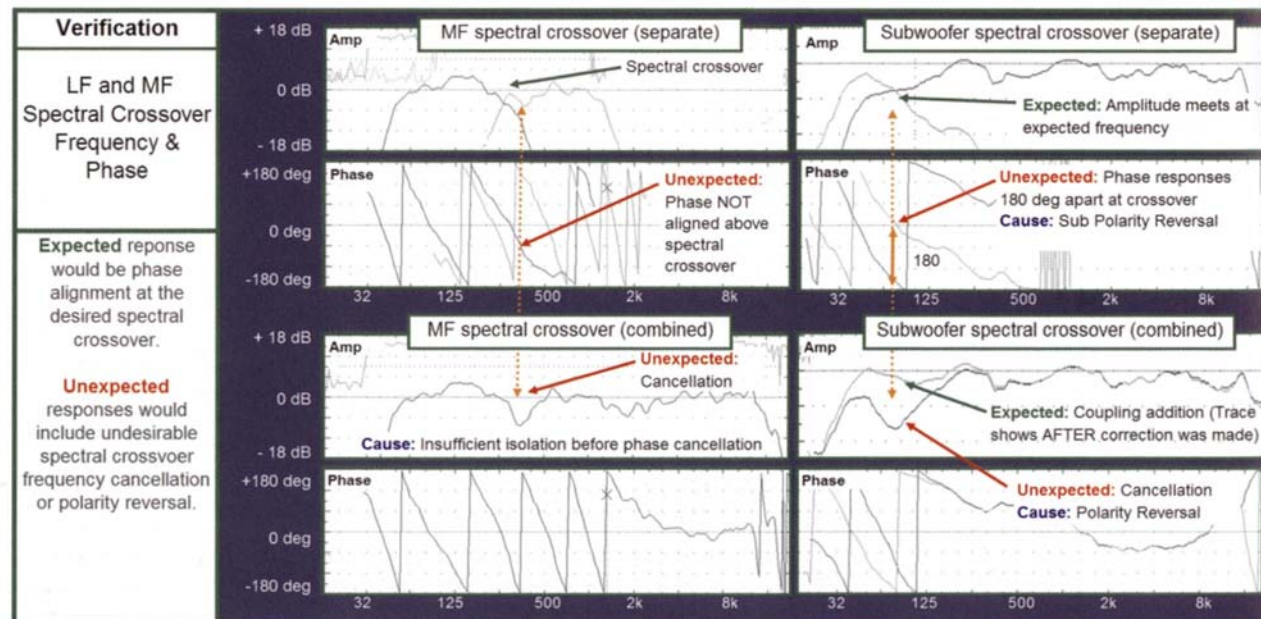 Verification
LF and MF
Spectral Crossover
Frequency &
Phase
Expected reponse
would be phase
alignment at the
desired spectral
crossover.
Unexpected
responses would
include undesirable
spectral crossvoer
frequency cancellation
or polarity reversal.
+ 18 dB
0 dB
- 18 dB
+180 deg
0 deg
-180 deg
MF spectral crossover (separate)
Amp
Spectral crossover
Phase
Unexpected:
Phase NOT
aligned above
spectral
crossover
32 125 500 2k 8k
Subwoofer spectral crossover (separate)
Amp
Expected: Amplitude meets at
expected frequency
Phase
Unexpected: Phase responses
180 deg apart at crossover
Cause: Sub Polarity Reversal
180
32 125 500 2k 8k
+ 18 dB
0 dB
- 18 dB
+180 deg
0 deg
-180 deg
MF spectral crossover (combined)
Amp
Unexpected:
Cancellation
Cause: Insufficient isolation before phase cancellation
Phase
32 125 500 2k 8k
Subwoofer spectral crossover (combined)
Amp
Expected: Coupling addition (Trace
shows AFTER correction was made)
Phase
Unexpected: Cancellation
Cause: Polarity Reversal
32 125 500 2k 8k